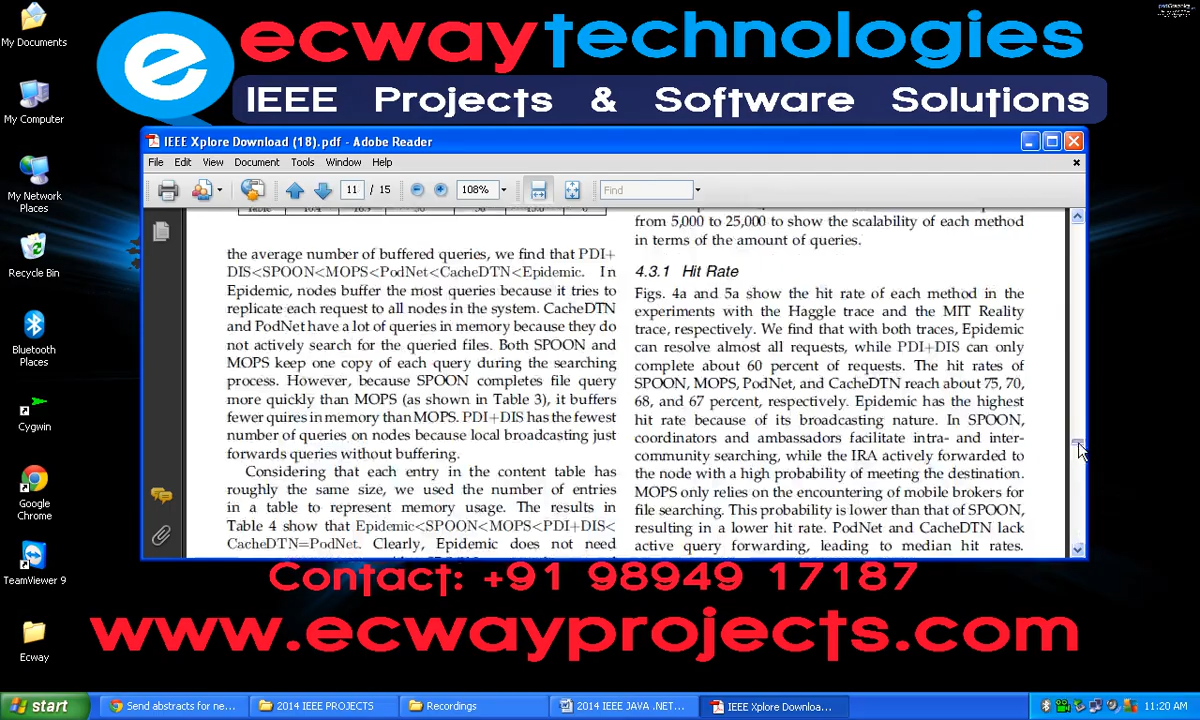 ecwaytechnologies
IEEE Projects & Software Solutions
My Documents
My Computer
My Network
Places
Recycle Bin
Bluetooth
Places
Cygwin
Google
Chrome
TeamViewer 9
Ecway
IEEE Xplore Download (18).pdf - Adobe Reader
File Edit View Document Tools Window Help
11 / 15 108% Find
the average number of buffered queries, we find that PDI+
DIS<SPOON<MOPS<PodNet<CacheDTN<Epidemic. In
Epidemic, nodes buffer the most queries because it tries to
replicate each request to all nodes in the system. CacheDTN
and PodNet have a lot of queries in memory because they do
not actively search for the queried files. Both SPOON and
MOPS keep one copy of each query during the searching
process. However, because SPOON completes file query
more quickly than MOPS (as shown in Table 3), it buffers
fewer quires in memory than MOPS. PDI+DIS has the fewest
number of queries on nodes because local broadcasting just
forwards queries without buffering.
Considering that each entry in the content table has
roughly the same size, we used the number of entries
in a table to represent memory usage. The results in
Table 4 show that Epidemic<SPOON<MOPS<PDI+DIS<
CacheDTN=PodNet. Clearly, Epidemic does not need
from 5,000 to 25,000 to show the scalability of each method
in terms of the amount of queries.
4.3.1 Hit Rate
Figs. 4a and 5a show the hit rate of each method in the
experiments with the Haggle trace and the MIT Reality
trace, respectively. We find that with both traces, Epidemic
can resolve almost all requests, while PDI+DIS can only
complete about 60 percent of requests. The hit rates of
SPOON, MOPS, PodNet, and CacheDTN reach about 75, 70,
68, and 67 percent, respectively. Epidemic has the highest
hit rate because of its broadcasting nature. In SPOON,
coordinators and ambassadors facilitate intra- and inter-
community searching, while the IRA actively forwarded to
the node with a high probability of meeting the destination.
MOPS only relies on the encountering of mobile brokers for
file searching. This probability is lower than that of SPOON,
resulting in a lower hit rate. PodNet and CacheDTN lack
active query forwarding, leading to median hit rates.
Contact: +91 98949 17187
www.ecwayprojects.com
start
Send abstracts for ne...
2014 IEEE PROJECTS
Recordings
2014 IEEE JAVA .NET...
IEEE Xplore Downloa...
11:20 AM